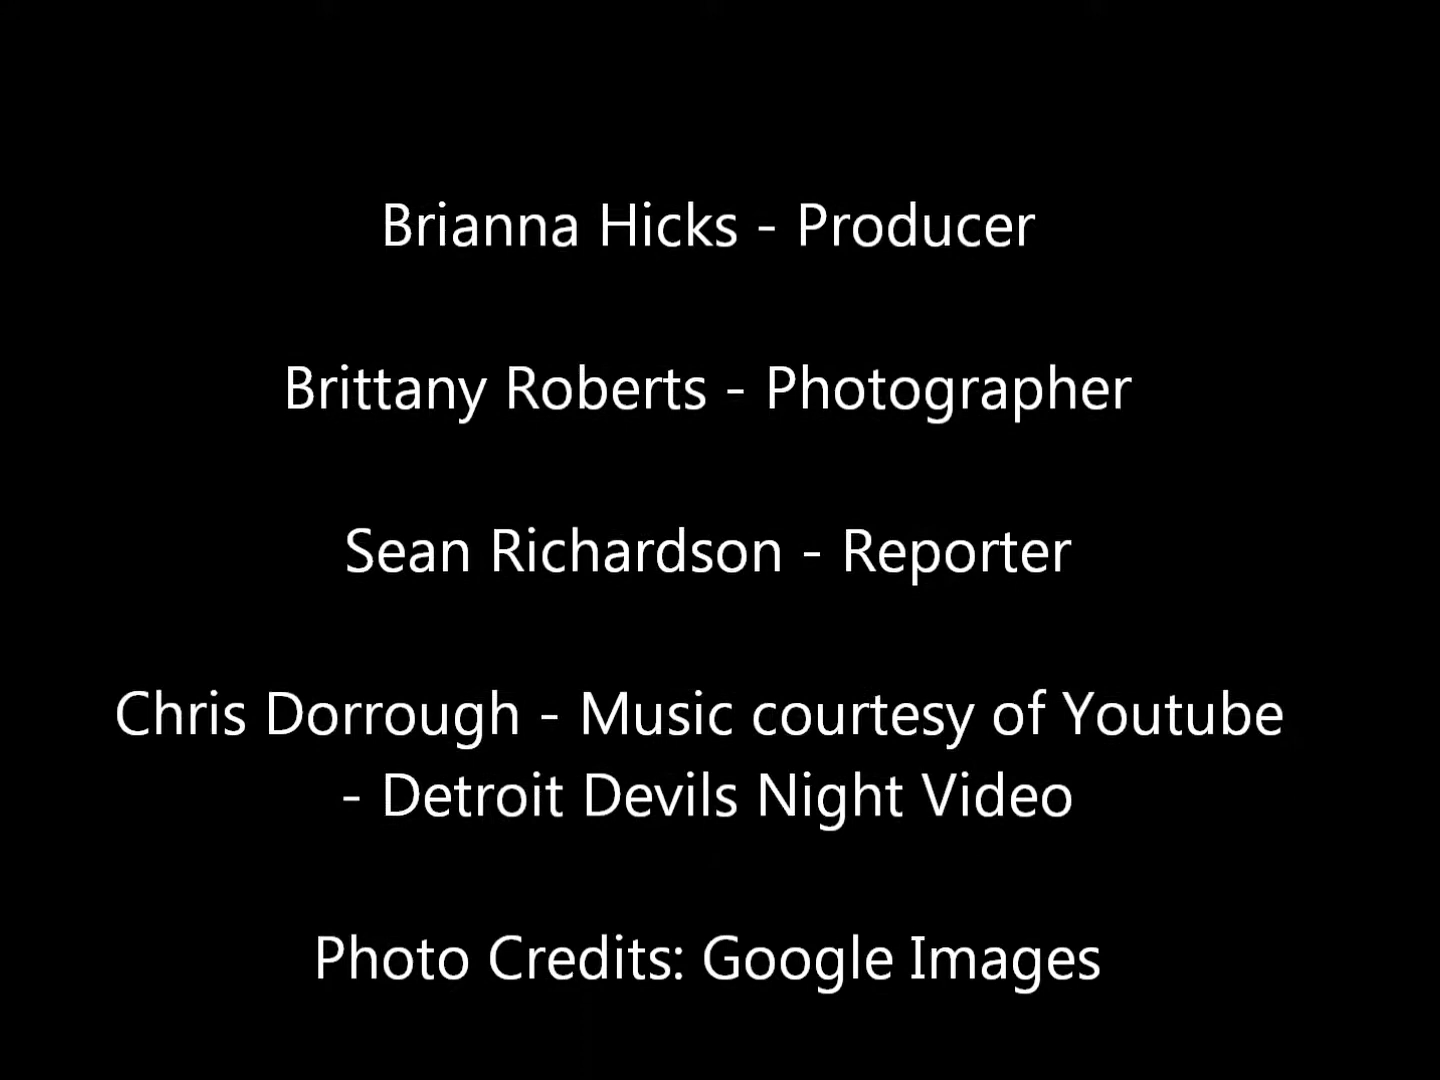 Brianna Hicks - Producer
Brittany Roberts - Photographer
Sean Richardson - Reporter
Chris Dorrough - Music courtesy of Youtube
- Detroit Devils Night Video
Photo Credits: Google Images